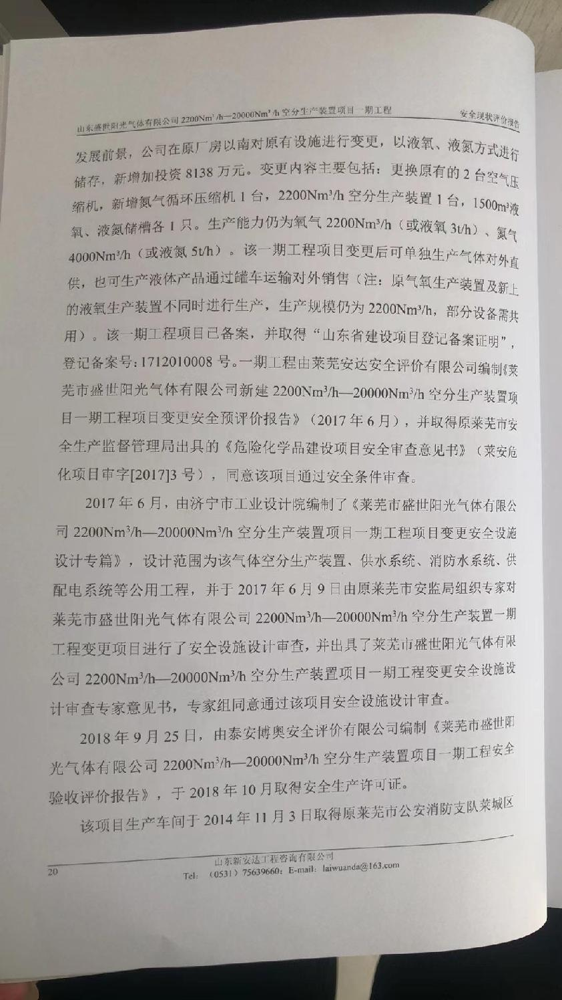 山东盛世阳光气体有限公司 2200Nm³/h—20000Nm³/h 空分生产装置项目一期工程 安全现状评价报告
发展前景，公司在原厂房以南对原有设施进行变更，以液氧、液氮方式进行
储存，新增加投资 8138 万元。变更内容主要包括：更换原有的 2 台空气压
缩机，新增氮气循环压缩机 1 台，2200Nm³/h 空分生产装置 1 台，1500m³液
氧、液氮储槽各 1 只。生产能力仍为氧气 2200Nm³/h（或液氧 3t/h）、氮气
4000Nm³/h（或液氮 5t/h）。该一期工程项目变更后可单独生产气体对外直
供，也可生产液体产品通过罐车运输对外销售（注：原气氧生产装置及新上
的液氧生产装置不同时进行生产，生产规模仍为 2200Nm³/h，部分设备需共
用）。该一期工程项目已备案，并取得“山东省建设项目登记备案证明”，
登记备案号：1712010008 号。一期工程由莱芜安达安全评价有限公司编制《莱
芜市盛世阳光气体有限公司新建 2200Nm³/h—20000Nm³/h 空分生产装置项
目一期工程项目变更安全预评价报告》（2017 年 6 月），并取得原莱芜市安
全生产监督管理局出具的《危险化学品建设项目安全审查意见书》（莱安危
化项目审字[2017]3 号），同意该项目通过安全条件审查。
2017 年 6 月，由济宁市工业设计院编制了《莱芜市盛世阳光气体有限公
司 2200Nm³/h—20000Nm³/h 空分生产装置项目一期工程项目变更安全设施
设计专篇》，设计范围为该气体空分生产装置、供水系统、消防水系统、供
配电系统等公用工程，并于 2017 年 6 月 9 日由原莱芜市安监局组织专家对
莱芜市盛世阳光气体有限公司 2200Nm³/h—20000Nm³/h 空分生产装置一期
工程变更项目进行了安全设施设计审查，并出具了莱芜市盛世阳光气体有限
公司 2200Nm³/h—20000Nm³/h 空分生产装置项目一期工程变更安全设施设
计审查专家意见书，专家组同意通过该项目安全设施设计审查。
2018 年 9 月 25 日，由泰安博奥安全评价有限公司编制《莱芜市盛世阳
光气体有限公司 2200Nm³/h—20000Nm³/h 空分生产装置项目一期工程安全
验收评价报告》，于 2018 年 10 月取得安全生产许可证。
该项目生产车间于 2014 年 11 月 3 日取得原莱芜市公安消防支队莱城区
山东新安达工程咨询有限公司
20
Tel：（0531）75639660；E-mail：laiwuanda@163.com